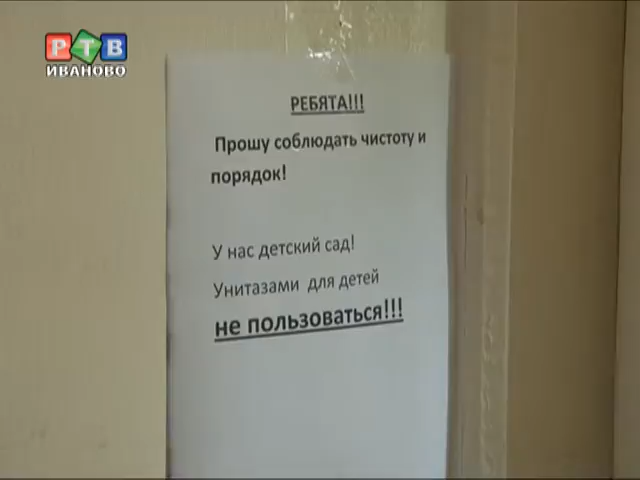 РТВ
ИВАНОВО
РЕБЯТА!!!
Прошу соблюдать чистоту и
порядок!
У нас детский сад!
Унитазами для детей
не пользоваться!!!